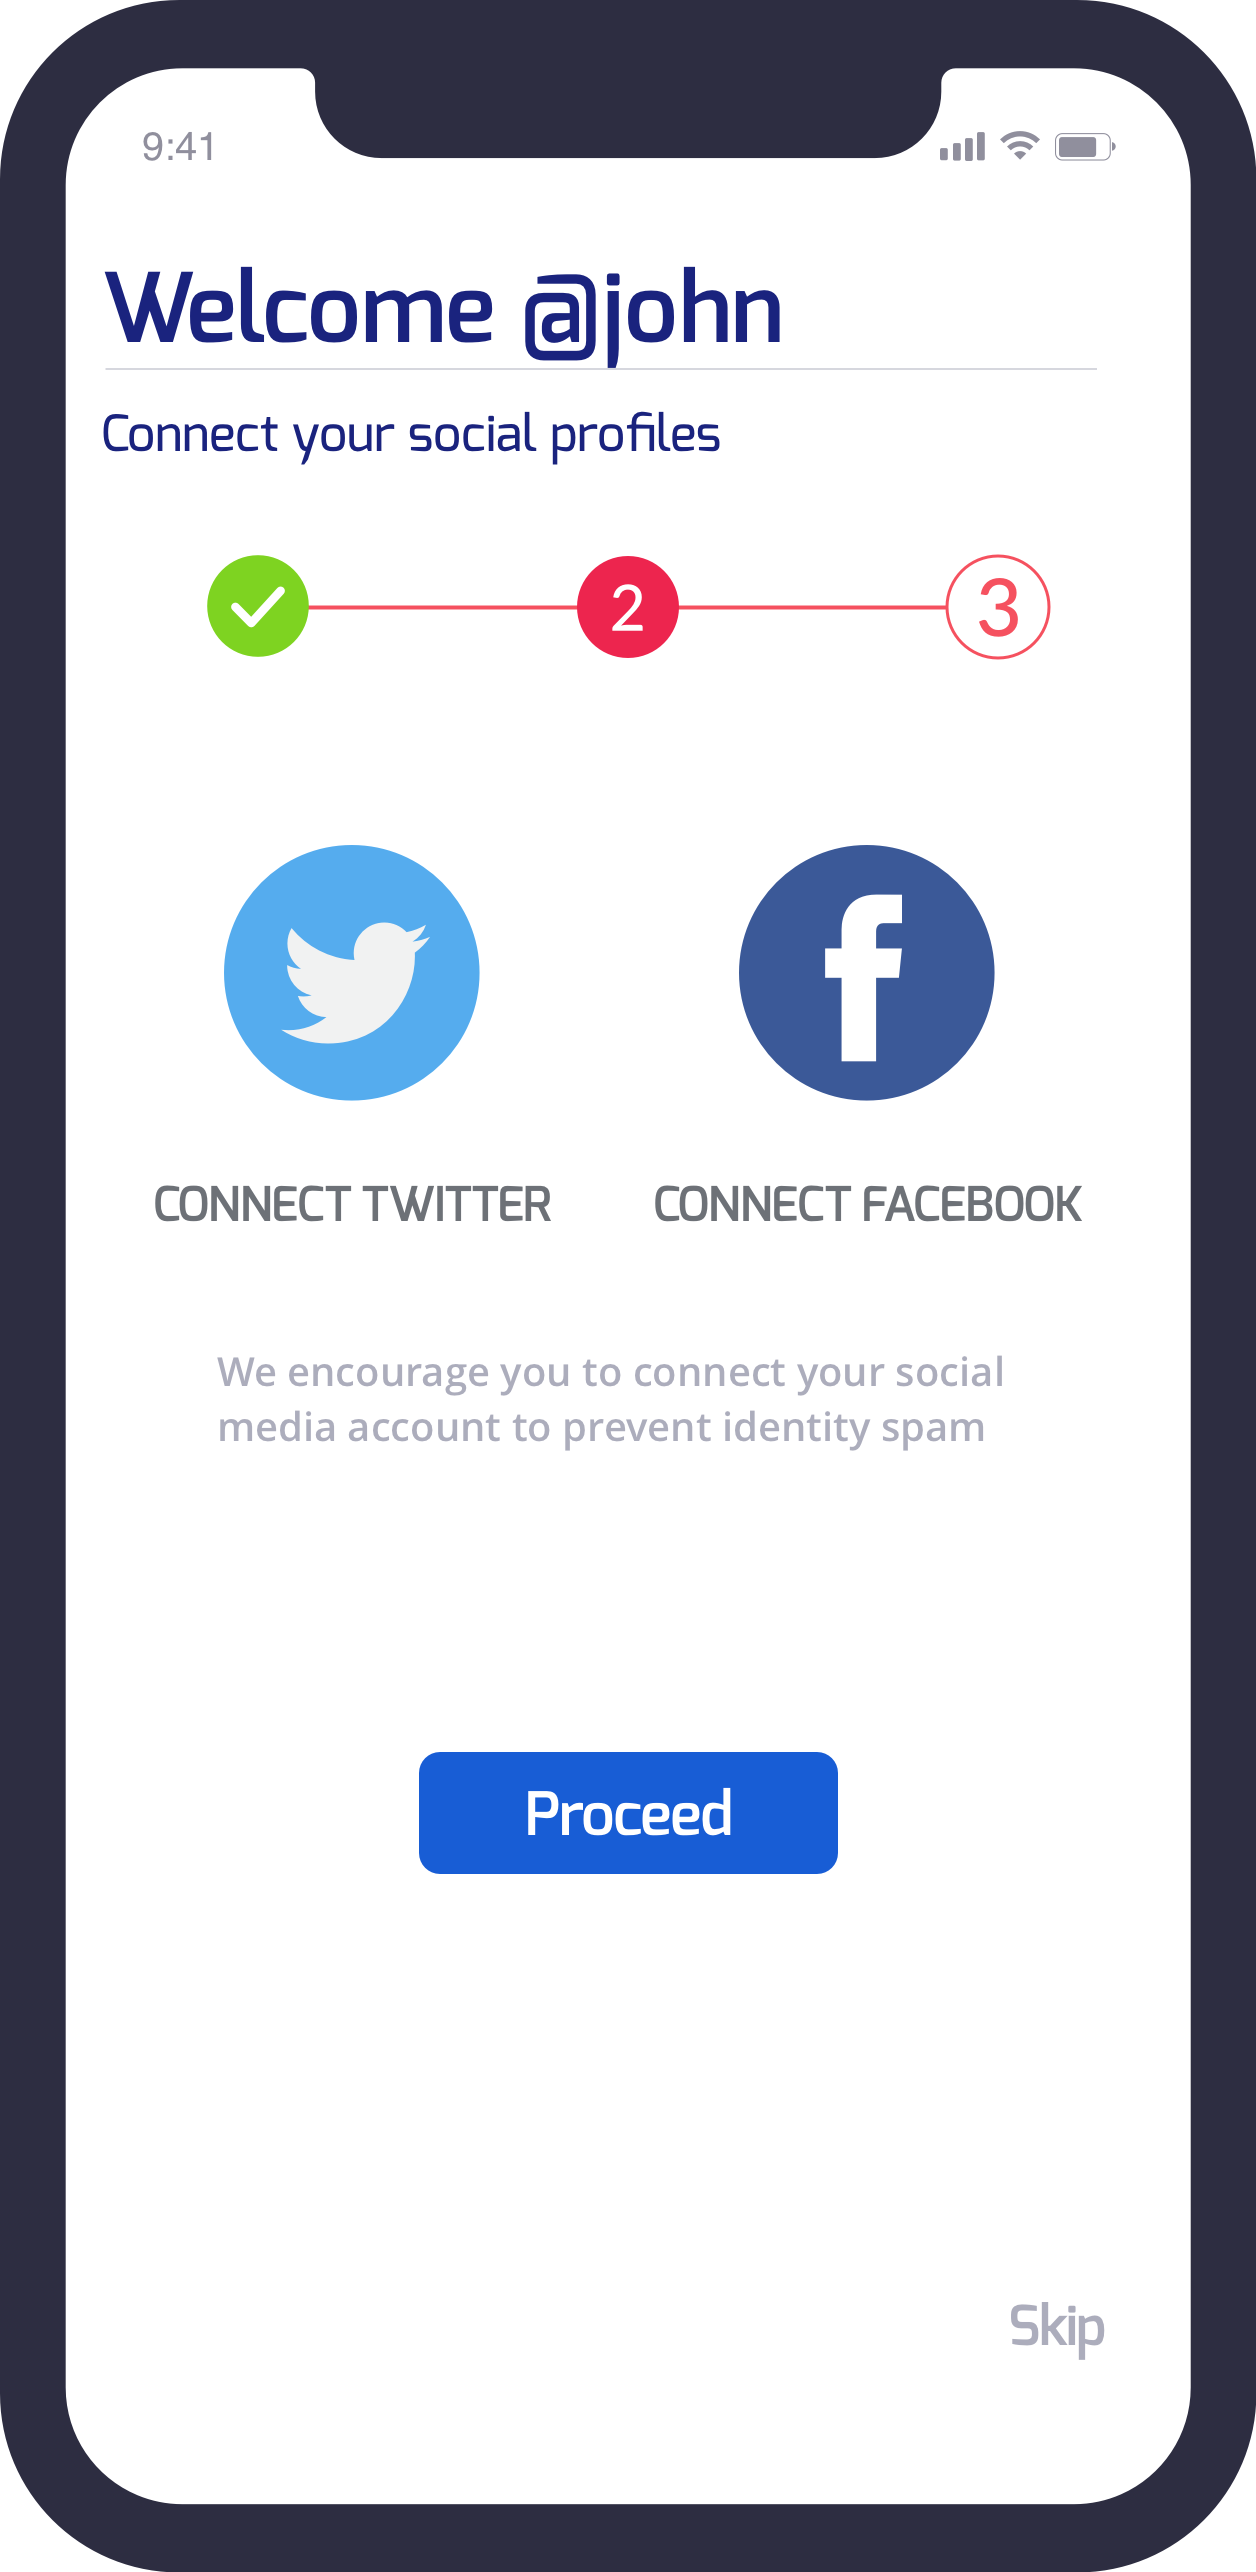 9:41
Welcome @john
Connect your social profiles
2
3
CONNECT TWITTER
CONNECT FACEBOOK
We encourage you to connect your social
media account to prevent identity spam
Proceed
Skip